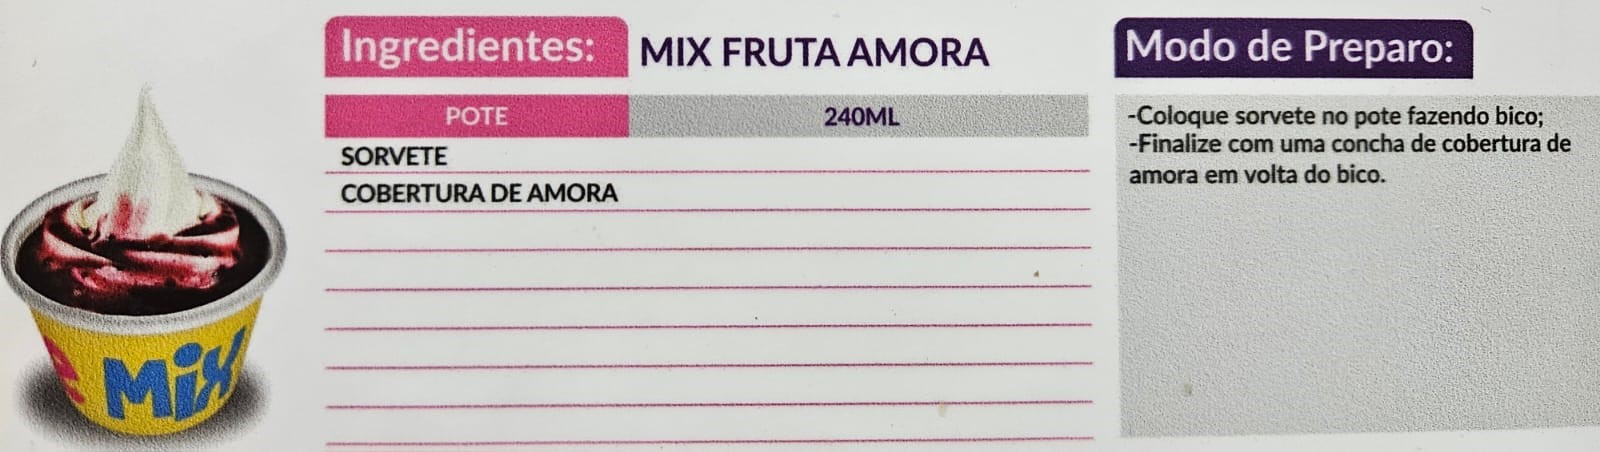 Ingredientes: MIX FRUTA AMORA
POTE 240ML
SORVETE
COBERTURA DE AMORA
Modo de Preparo:
-Coloque sorvete no pote fazendo bico;
-Finalize com uma concha de cobertura de
amora em volta do bico.
Mix